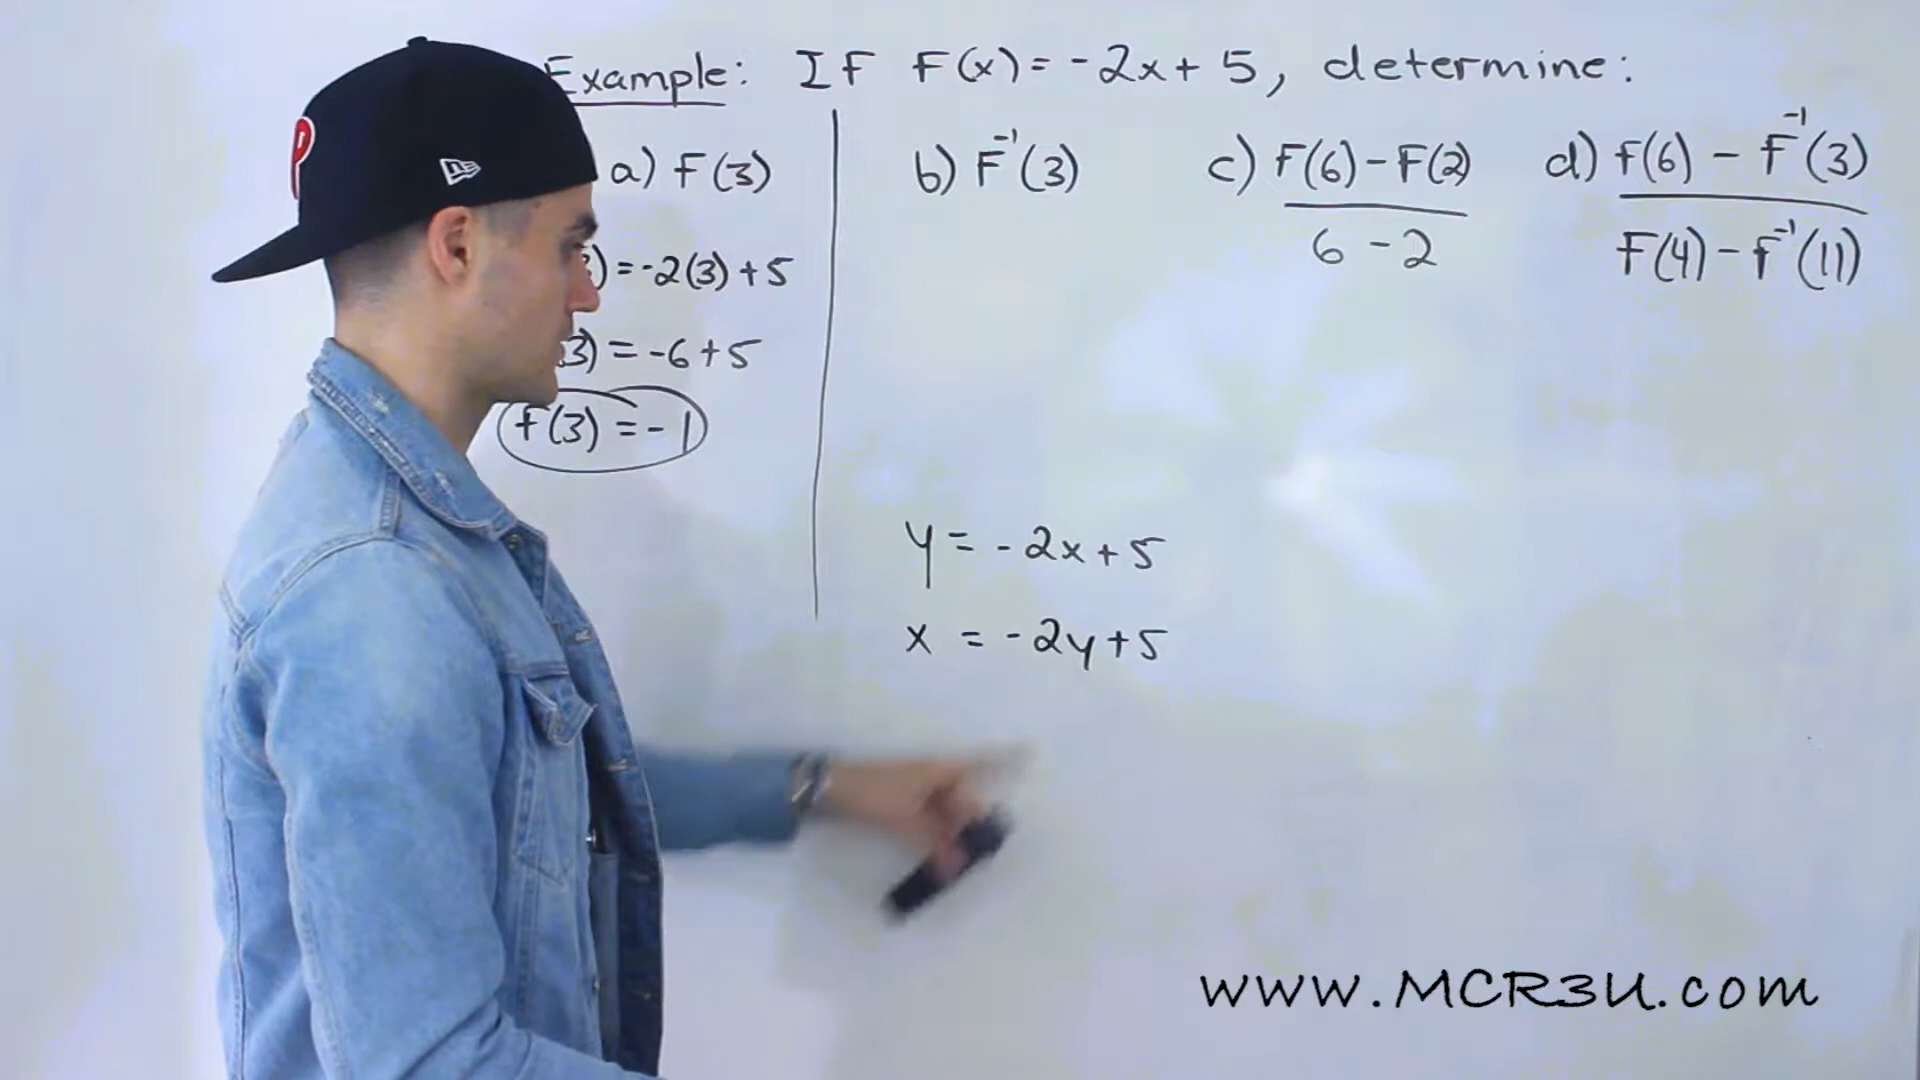 Example: If f(x) = -2x + 5, determine:
a) f(3)
) = -2(3) + 5
3) = -6 + 5
f(3) = -1
b) f⁻¹(3)
y = -2x + 5
x = -2y + 5
c) f(6) - f(2)
6 - 2
d) f(6) - f⁻¹(3)
f(4) - f⁻¹(11)
www.MCR3U.com